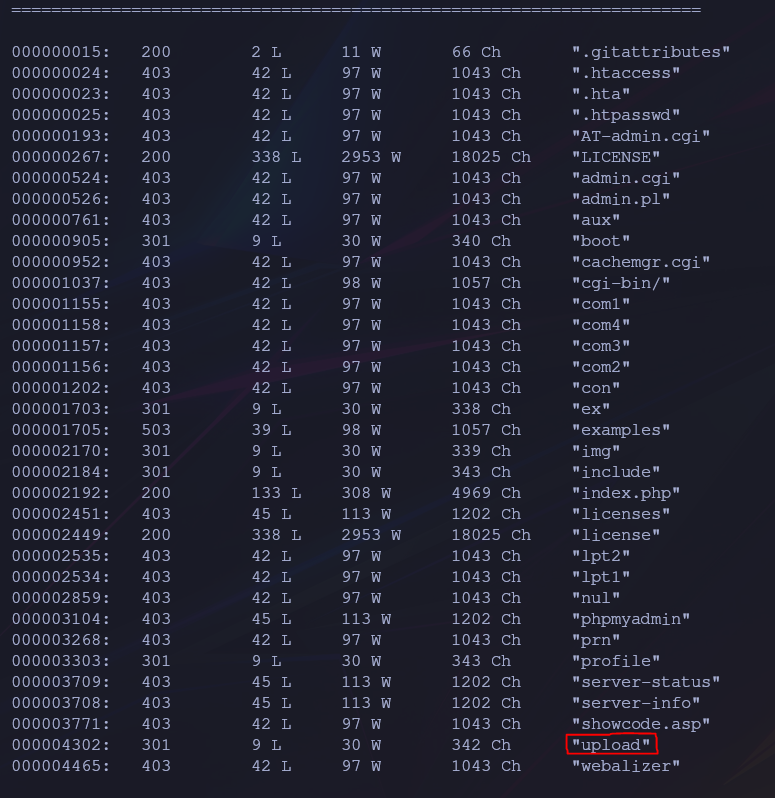 =====================================================================
000000015: 200 2 L 11 W 66 Ch ".gitattributes"
000000024: 403 42 L 97 W 1043 Ch ".htaccess"
000000023: 403 42 L 97 W 1043 Ch ".hta"
000000025: 403 42 L 97 W 1043 Ch ".htpasswd"
000000193: 403 42 L 97 W 1043 Ch "AT-admin.cgi"
000000267: 200 338 L 2953 W 18025 Ch "LICENSE"
000000524: 403 42 L 97 W 1043 Ch "admin.cgi"
000000526: 403 42 L 97 W 1043 Ch "admin.pl"
000000761: 403 42 L 97 W 1043 Ch "aux"
000000905: 301 9 L 30 W 340 Ch "boot"
000000952: 403 42 L 97 W 1043 Ch "cachemgr.cgi"
000001037: 403 42 L 98 W 1057 Ch "cgi-bin/"
000001155: 403 42 L 97 W 1043 Ch "com1"
000001158: 403 42 L 97 W 1043 Ch "com4"
000001157: 403 42 L 97 W 1043 Ch "com3"
000001156: 403 42 L 97 W 1043 Ch "com2"
000001202: 403 42 L 97 W 1043 Ch "con"
000001703: 301 9 L 30 W 338 Ch "ex"
000001705: 503 39 L 98 W 1057 Ch "examples"
000002170: 301 9 L 30 W 339 Ch "img"
000002184: 301 9 L 30 W 343 Ch "include"
000002192: 200 133 L 308 W 4969 Ch "index.php"
000002451: 403 45 L 113 W 1202 Ch "licenses"
000002449: 200 338 L 2953 W 18025 Ch "license"
000002535: 403 42 L 97 W 1043 Ch "lpt2"
000002534: 403 42 L 97 W 1043 Ch "lpt1"
000002859: 403 42 L 97 W 1043 Ch "nul"
000003104: 403 45 L 113 W 1202 Ch "phpmyadmin"
000003268: 403 42 L 97 W 1043 Ch "prn"
000003303: 301 9 L 30 W 343 Ch "profile"
000003709: 403 45 L 113 W 1202 Ch "server-status"
000003708: 403 45 L 113 W 1202 Ch "server-info"
000003771: 403 42 L 97 W 1043 Ch "showcode.asp"
000004302: 301 9 L 30 W 342 Ch "upload"
000004465: 403 42 L 97 W 1043 Ch "webalizer"